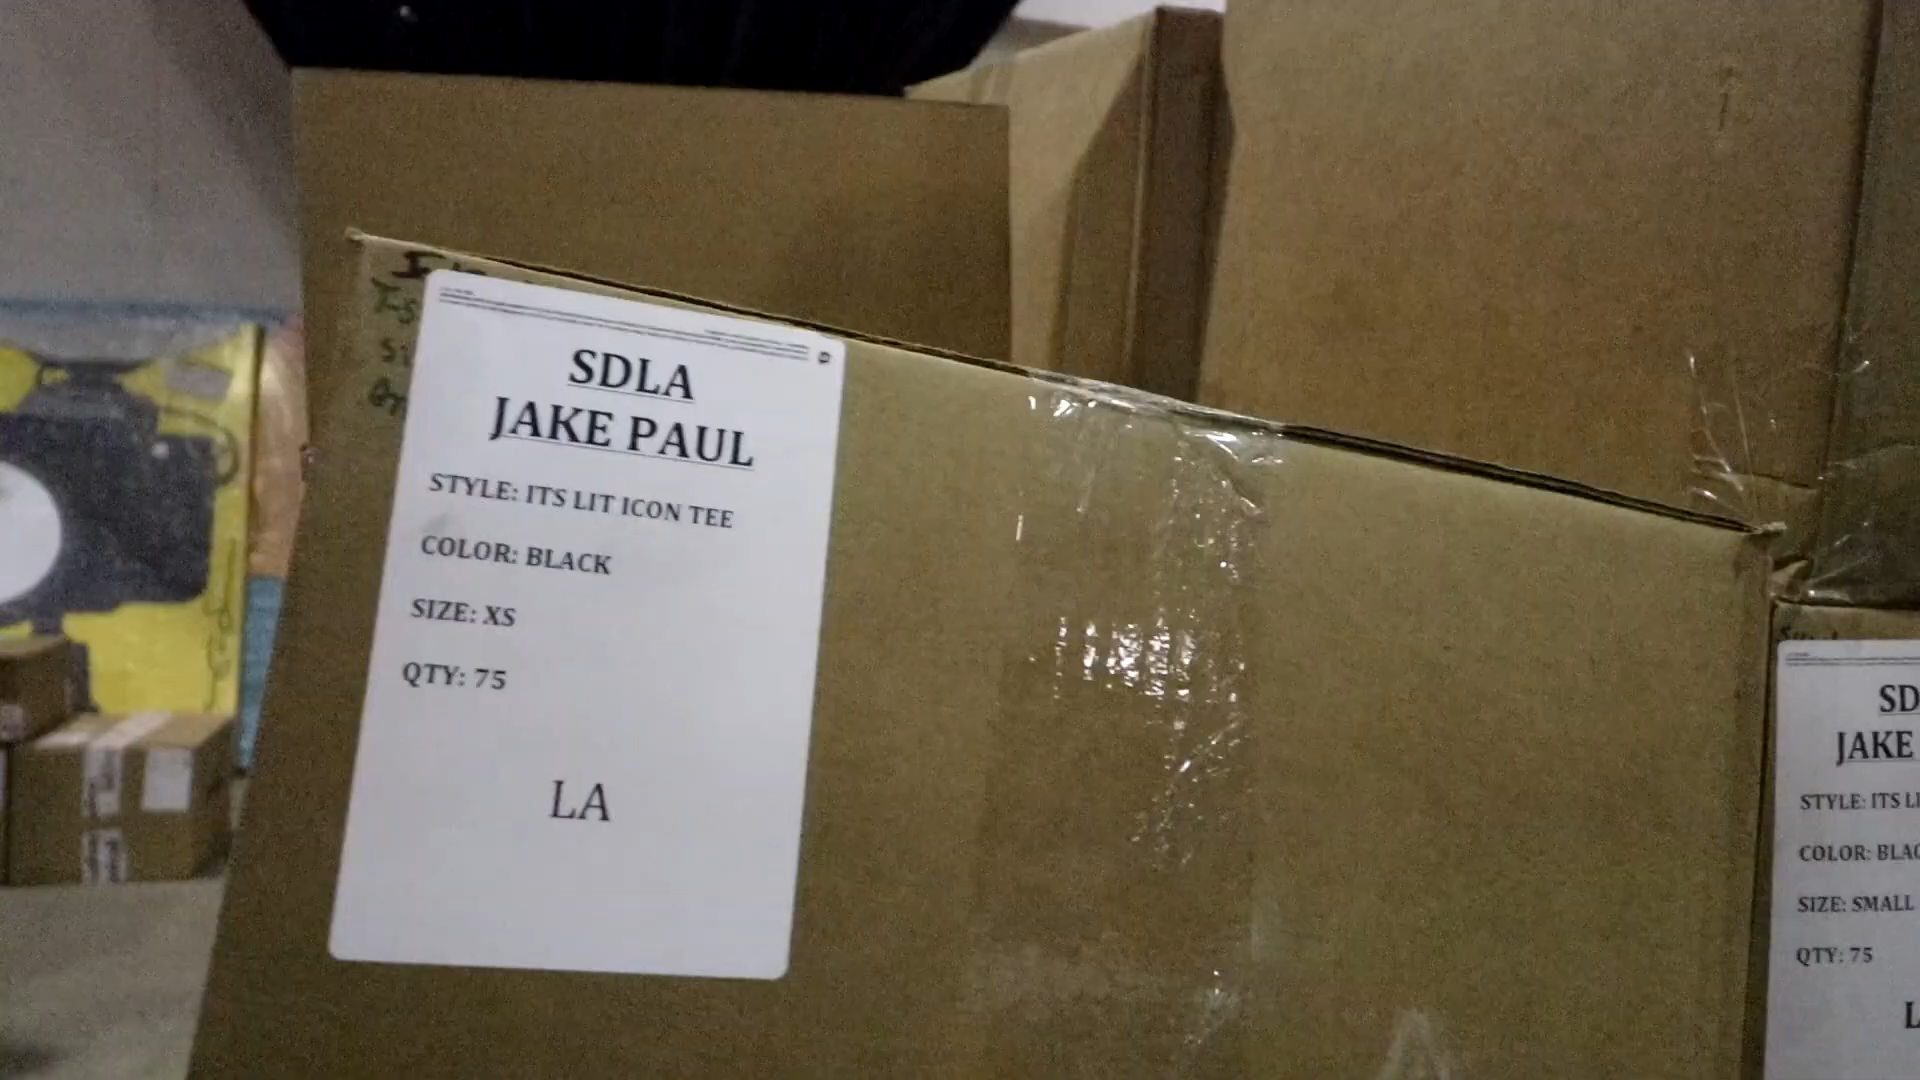 SDLA
JAKE PAUL
STYLE: ITS LIT ICON TEE
COLOR: BLACK
SIZE: XS
QTY: 75
LA
SD
JAKE
STYLE: ITS LI
COLOR: BLAC
SIZE: SMALL
QTY: 75
L